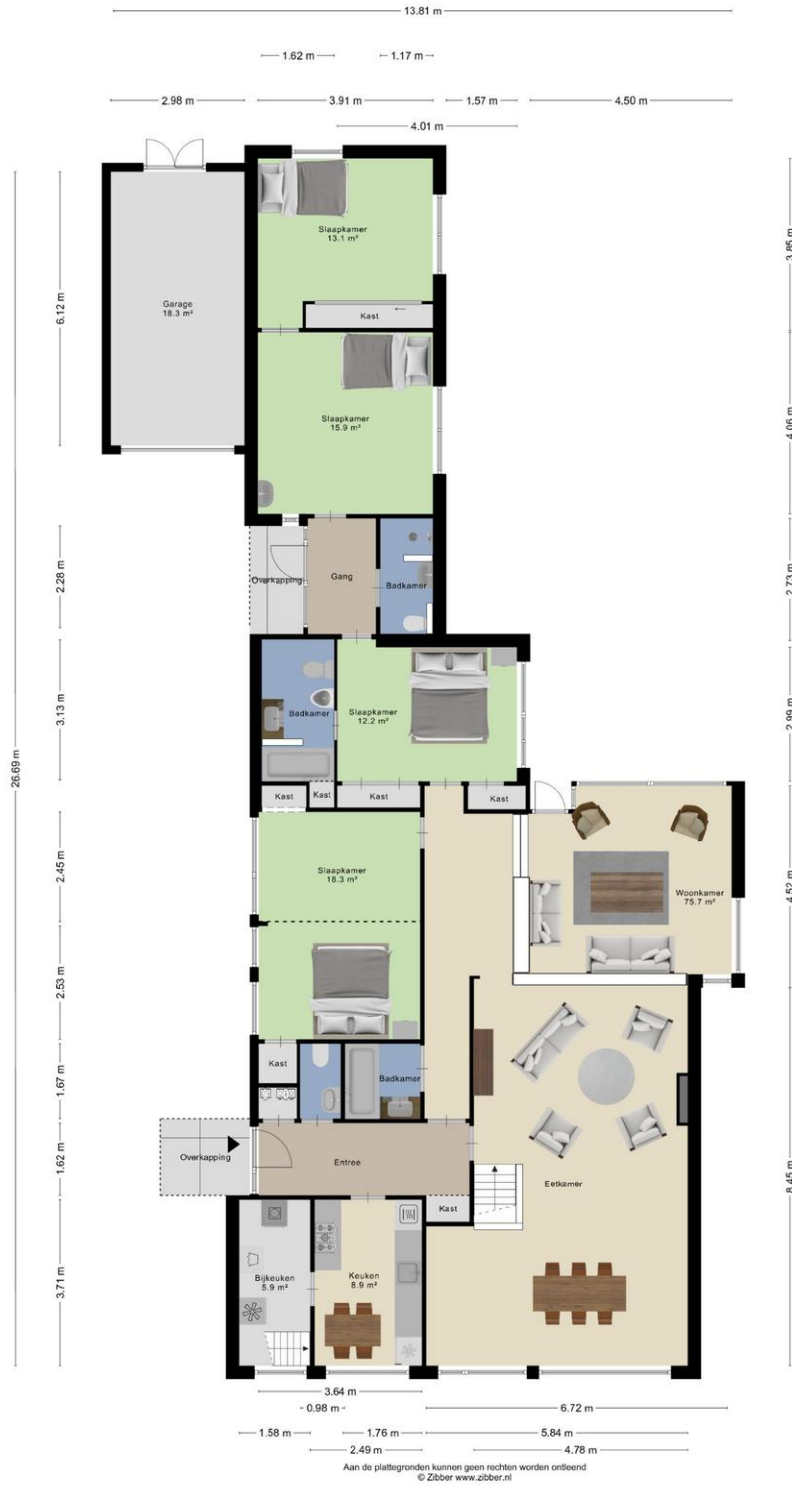 13.81 m
1.62 m
1.17 m
2.98 m
3.91 m
1.57 m
4.50 m
4.01 m
Slaapkamer
13.1 m²
3.85 m
Garage
18.3 m²
6.12 m
Kast
Slaapkamer
15.9 m²
4.06 m
2.28 m
Overkapping
Gang
Badkamer
2.73 m
3.13 m
Badkamer
Slaapkamer
12.2 m²
2.99 m
26.69 m
Kast
Kast
Kast
Kast
2.45 m
Slaapkamer
18.3 m²
Woonkamer
75.7 m²
4.52 m
2.53 m
Kast
Badkamer
1.67 m
Overkapping
Entree
1.62 m
Eetkamer
8.45 m
Kast
3.71 m
Bijkeuken
5.9 m²
Keuken
8.9 m²
3.64 m
0.98 m
6.72 m
1.58 m
1.76 m
5.84 m
2.49 m
4.78 m
Aan de plattegronden kunnen geen rechten worden ontleend
© Zibber www.zibber.nl